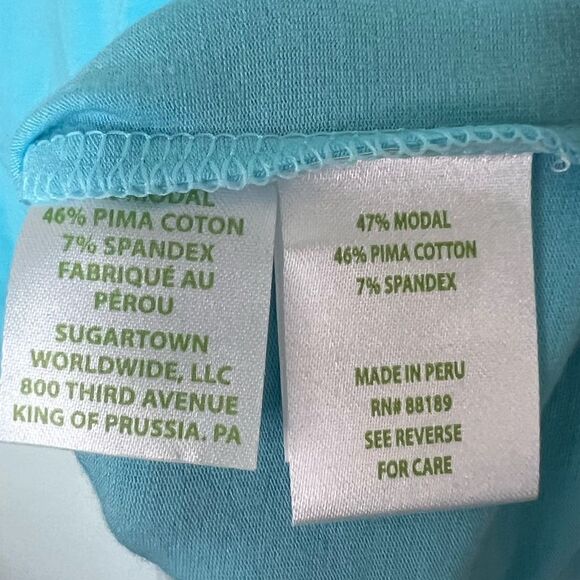 MODAL
46% PIMA COTON
7% SPANDEX
FABRIQUÉ AU
PÉROU
SUGARTOWN
WORLDWIDE, LLC
800 THIRD AVENUE
KING OF PRUSSIA. PA
47% MODAL
46% PIMA COTTON
7% SPANDEX
MADE IN PERU
RN# 88189
SEE REVERSE
FOR CARE